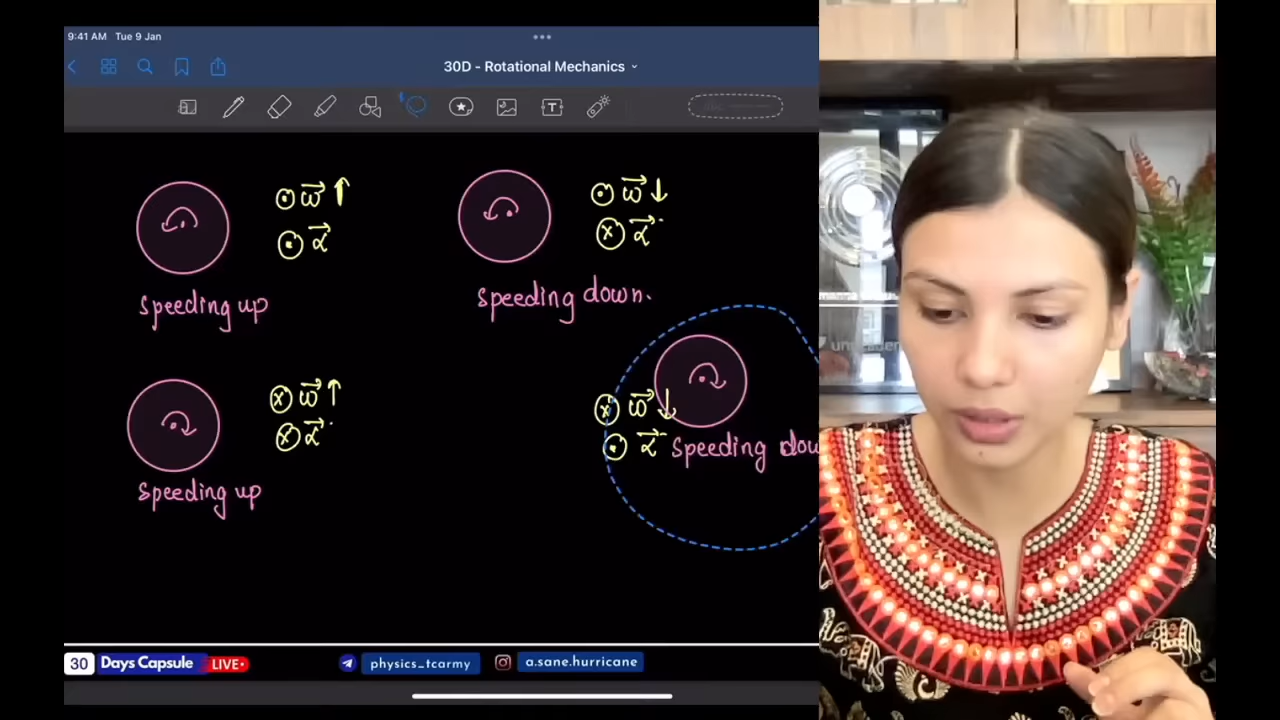 9:41 AM Tue 9 Jan
30D - Rotational Mechanics
⊙ ω⃗ ↑
⊙ α⃗
Speeding up
⊙ ω⃗ ↓
⊗ α⃗
Speeding down.
⊗ ω⃗ ↑
⊗ α⃗
Speeding up
⊗ ω⃗ ↓
⊙ α⃗
Speeding dow
30 Days Capsule LIVE
physics_tcarmy
a.sane.hurricane